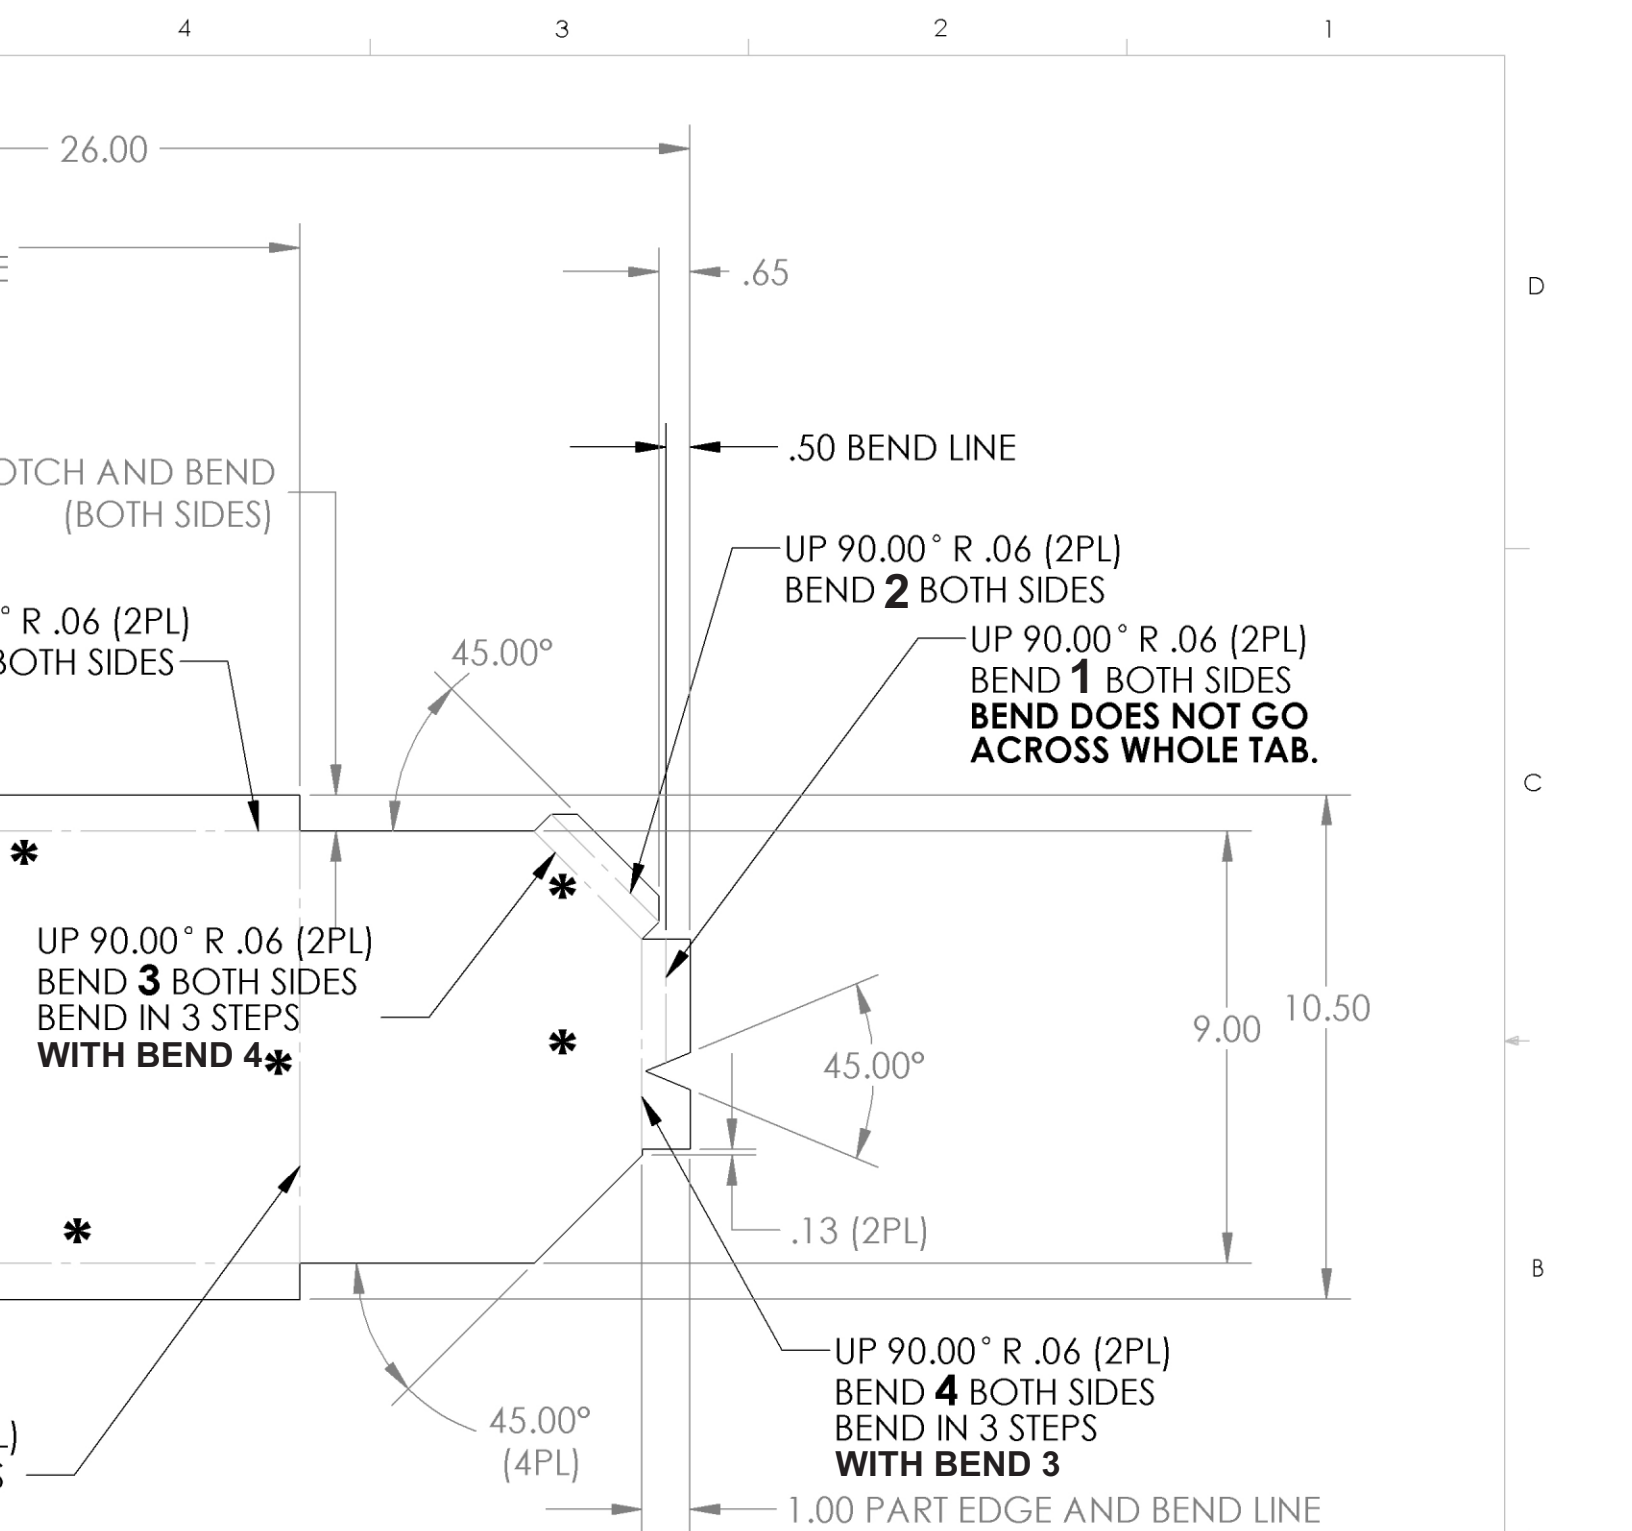 4 3 2 1
26.00
.65
D
.50 BEND LINE
OTCH AND BEND
(BOTH SIDES)
UP 90.00° R .06 (2PL)
BEND 2 BOTH SIDES
° R .06 (2PL)
BOTH SIDES
45.00°
UP 90.00° R .06 (2PL)
BEND 1 BOTH SIDES
BEND DOES NOT GO
ACROSS WHOLE TAB.
C
*
*
UP 90.00° R .06 (2PL)
BEND 3 BOTH SIDES
BEND IN 3 STEPS
WITH BEND 4*
*
9.00
10.50
45.00°
*
.13 (2PL)
B
UP 90.00° R .06 (2PL)
BEND 4 BOTH SIDES
BEND IN 3 STEPS
WITH BEND 3
45.00°
(4PL)
L)
S
1.00 PART EDGE AND BEND LINE